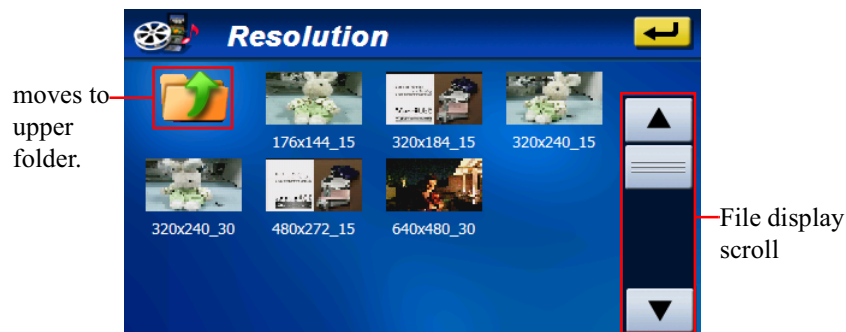 Resolution
moves to
upper
folder.
176x144_15
320x184_15
320x240_15
320x240_30
480x272_15
640x480_30
File display
scroll